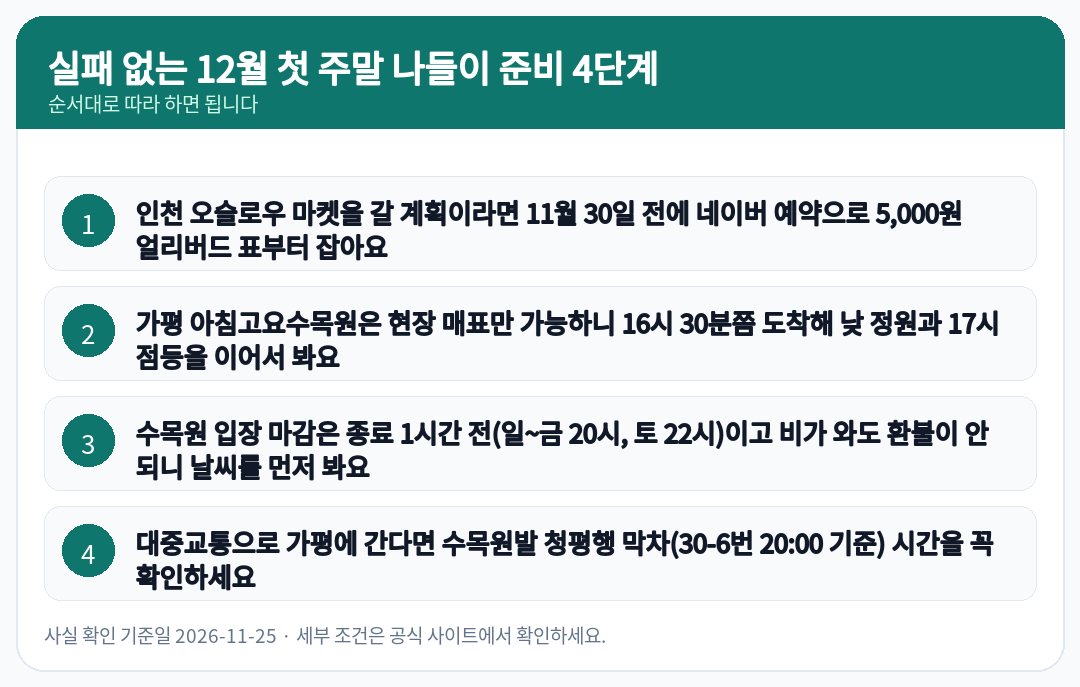 실패 없는 12월 첫 주말 나들이 준비 4단계
순서대로 따라 하면 됩니다
1
인천 오슬로우 마켓을 갈 계획이라면 11월 30일 전에 네이버 예약으로 5,000원
얼리버드 표부터 잡아요
2
가평 아침고요수목원은 현장 매표만 가능하니 16시 30분쯤 도착해 낮 정원과 17시
점등을 이어서 봐요
3
수목원 입장 마감은 종료 1시간 전(일~금 20시, 토 22시)이고 비가 와도 환불이 안
되니 날씨를 먼저 봐요
4
대중교통으로 가평에 간다면 수목원발 청평행 막차(30-6번 20:00 기준) 시간을 꼭
확인하세요
사실 확인 기준일 2026-11-25 · 세부 조건은 공식 사이트에서 확인하세요.